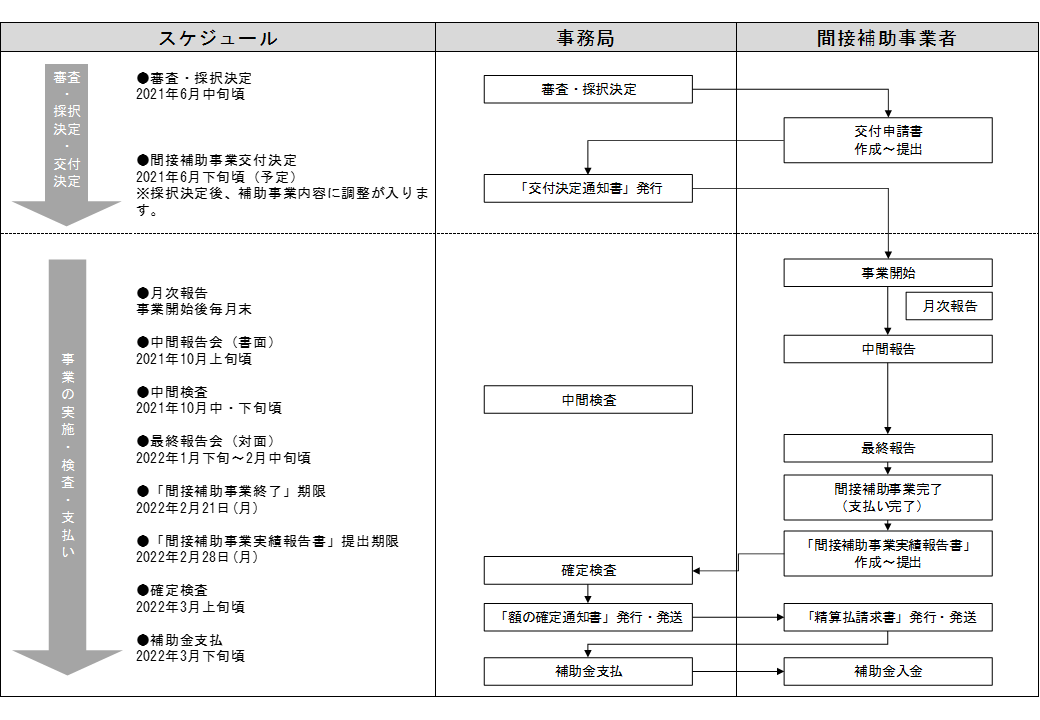 スケジュール
事務局
間接補助事業者
審査
・
採択
決定
・
交付
決定
●審査・採択決定
2021年6月中旬頃
●間接補助事業交付決定
2021年6月下旬頃（予定）
※採択決定後、補助事業内容に調整が入りま
す。
審査・採択決定
交付申請書
作成～提出
「交付決定通知書」発行
事業の実施・検査・支払い
●月次報告
事業開始後毎月末
●中間報告会（書面）
2021年10月上旬頃
●中間検査
2021年10月中・下旬頃
●最終報告会（対面）
2022年1月下旬～2月中旬頃
●「間接補助事業終了」期限
2022年2月21日(月)
●「間接補助事業実績報告書」提出期限
2022年2月28日(月)
●確定検査
2022年3月上旬頃
●補助金支払
2022年3月下旬頃
事業開始
月次報告
中間報告
中間検査
最終報告
間接補助事業完了
（支払い完了）
「間接補助事業実績報告書」
作成～提出
確定検査
「額の確定通知書」発行・発送
「精算払請求書」発行・発送
補助金支払
補助金入金